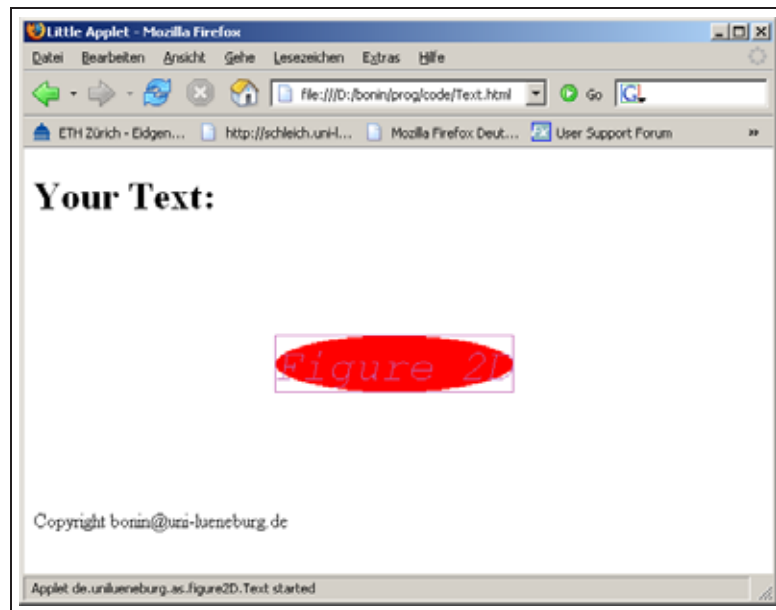 Little Applet - Mozilla Firefox
Datei Bearbeiten Ansicht Gehe Lesezeichen Extras Hilfe
file:///D:/bonin/prog/code/Text.html Go G
ETH Zürich - Eidgen... http://schleich.uni-l... Mozilla Firefox Deut... User Support Forum »
Your Text:
Figure 2D
Copyright bonin@uni-lueneburg.de
Applet de.unilueneburg.as.figure2D.Text started